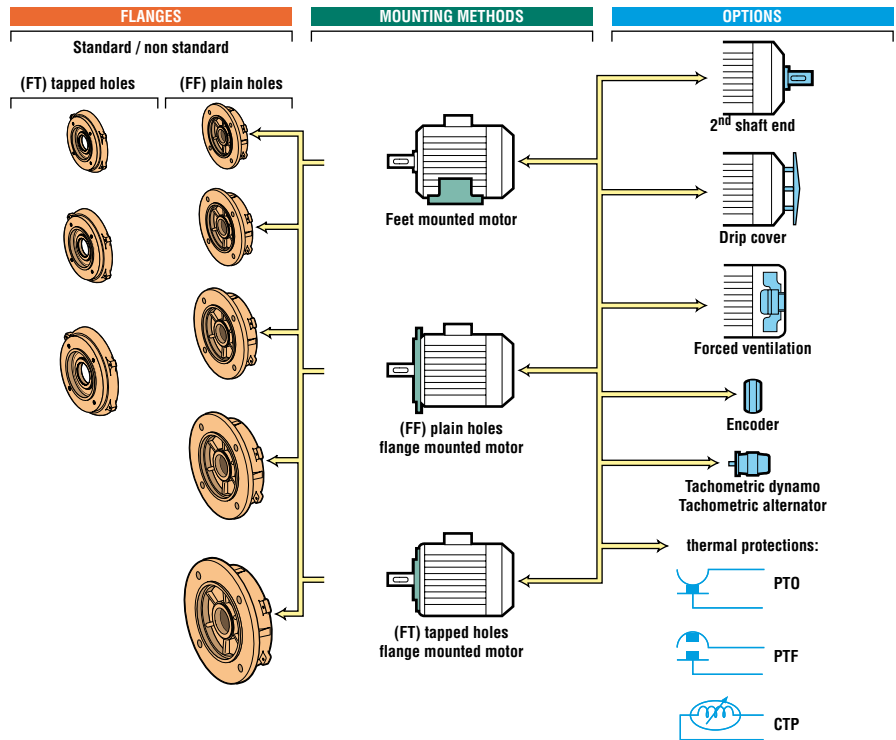 FLANGES
MOUNTING METHODS
OPTIONS
Standard / non standard
(FT) tapped holes
(FF) plain holes
Feet mounted motor
(FF) plain holes
flange mounted motor
(FT) tapped holes
flange mounted motor
2nd shaft end
Drip cover
Forced ventilation
Encoder
Tachometric dynamo
Tachometric alternator
thermal protections:
PTO
PTF
CTP